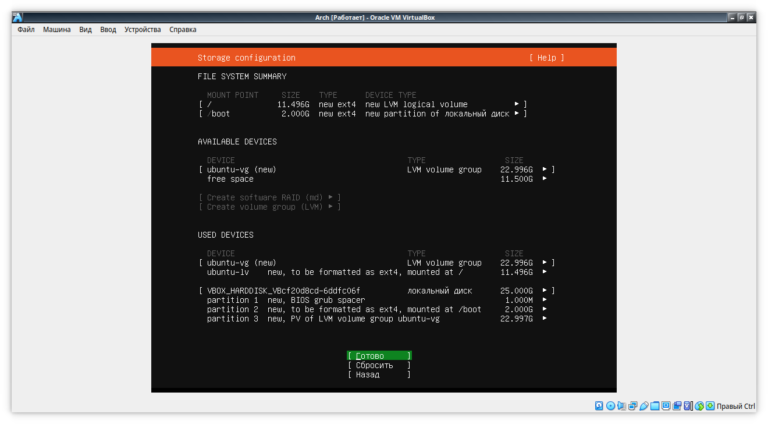 Arch [Работает] - Oracle VM VirtualBox
Файл Машина Вид Ввод Устройства Справка
Storage configuration [ Help ]
FILE SYSTEM SUMMARY
MOUNT POINT SIZE TYPE DEVICE TYPE
[ / 11.496G new ext4 new LVM logical volume ▸ ]
[ /boot 2.000G new ext4 new partition of локальный диск ▸ ]
AVAILABLE DEVICES
DEVICE TYPE SIZE
[ ubuntu-vg (new) LVM volume group 22.996G ▸ ]
free space 11.500G ▸
[ Create software RAID (md) ▸ ]
[ Create volume group (LVM) ▸ ]
USED DEVICES
DEVICE TYPE SIZE
[ ubuntu-vg (new) LVM volume group 22.996G ▸ ]
ubuntu-lv new, to be formatted as ext4, mounted at / 11.496G ▸
[ VBOX_HARDDISK_VBcf20d8cd-6ddfc06f локальный диск 25.000G ▸ ]
partition 1 new, BIOS grub spacer 1.000M ▸
partition 2 new, to be formatted as ext4, mounted at /boot 2.000G ▸
partition 3 new, PV of LVM volume group ubuntu-vg 22.997G ▸
[ Готово ]
[ Сбросить ]
[ Назад ]
Правый Ctrl